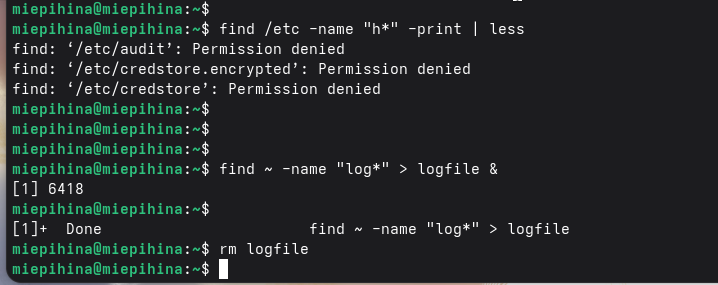 miepihina@miepihina:~$
miepihina@miepihina:~$ find /etc -name "h*" -print | less
find: ‘/etc/audit’: Permission denied
find: ‘/etc/credstore.encrypted’: Permission denied
find: ‘/etc/credstore’: Permission denied
miepihina@miepihina:~$
miepihina@miepihina:~$
miepihina@miepihina:~$
miepihina@miepihina:~$ find ~ -name "log*" > logfile &
[1] 6418
miepihina@miepihina:~$
[1]+  Done                    find ~ -name "log*" > logfile
miepihina@miepihina:~$ rm logfile
miepihina@miepihina:~$